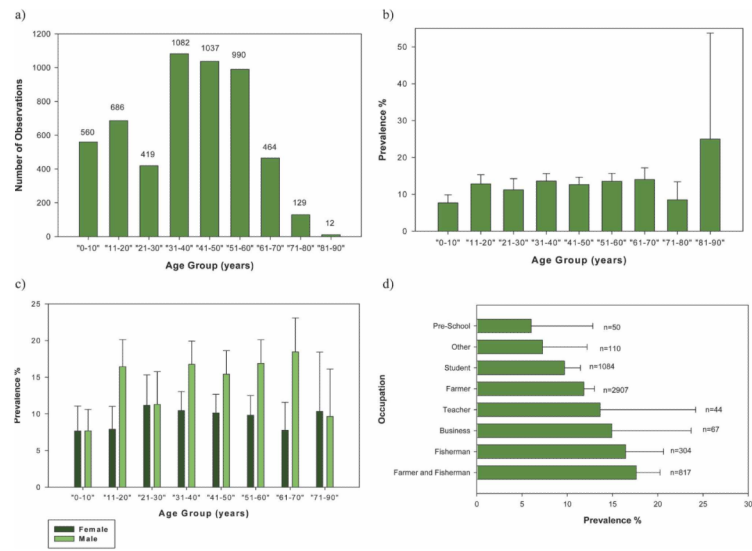 a)
1200
1000
800
600
400
200
0
Number of Observations
560
686
419
1082
1037
990
464
129
12
"0-10" "11-20" "21-30" "31-40" "41-50" "51-60" "61-70" "71-80" "81-90"
Age Group (years)
b)
50
40
30
20
10
0
Prevalence %
"0-10" "11-20" "21-30" "31-40" "41-50" "51-60" "61-70" "71-80" "81-90"
Age Group (years)
c)
25
20
15
10
5
0
Prevalence %
"0-10" "11-20" "21-30" "31-40" "41-50" "51-60" "61-70" "71-90"
Age Group (years)
Female
Male
d)
Occupation
Pre-School n=50
Other n=110
Student n=1084
Farmer n=2907
Teacher n=44
Business n=67
Fisherman n=304
Farmer and Fisherman n=817
0 5 10 15 20 25 30
Prevalence %